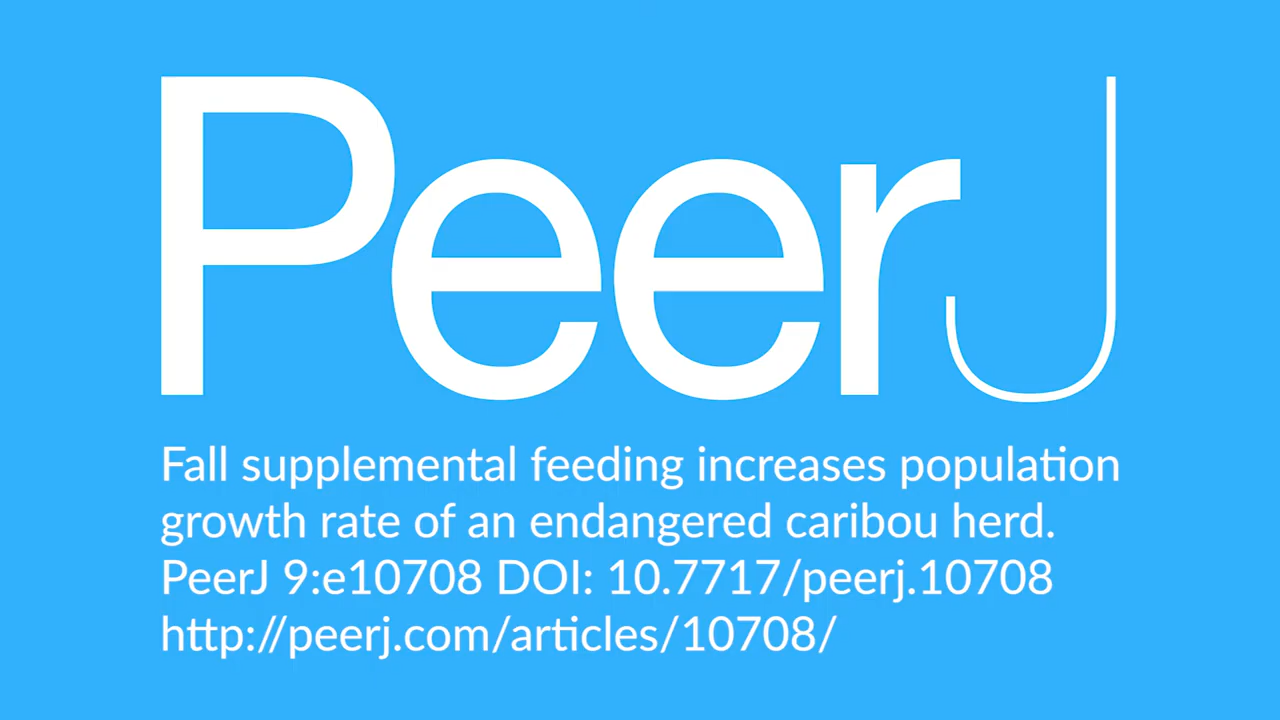 PeerJ
Fall supplemental feeding increases population
growth rate of an endangered caribou herd.
PeerJ 9:e10708 DOI: 10.7717/peerj.10708
http://peerj.com/articles/10708/